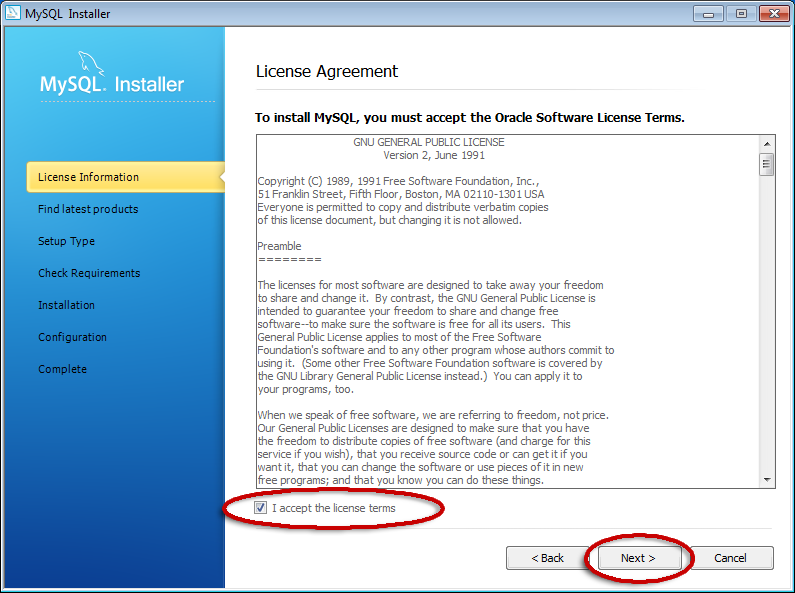 MySQL Installer
MySQL. Installer
License Information
Find latest products
Setup Type
Check Requirements
Installation
Configuration
Complete
License Agreement
To install MySQL, you must accept the Oracle Software License Terms.
GNU GENERAL PUBLIC LICENSE
Version 2, June 1991
Copyright (C) 1989, 1991 Free Software Foundation, Inc.,
51 Franklin Street, Fifth Floor, Boston, MA 02110-1301 USA
Everyone is permitted to copy and distribute verbatim copies
of this license document, but changing it is not allowed.
Preamble
========
The licenses for most software are designed to take away your freedom
to share and change it.  By contrast, the GNU General Public License is
intended to guarantee your freedom to share and change free
software--to make sure the software is free for all its users.  This
General Public License applies to most of the Free Software
Foundation's software and to any other program whose authors commit to
using it.  (Some other Free Software Foundation software is covered by
the GNU Library General Public License instead.)  You can apply it to
your programs, too.
When we speak of free software, we are referring to freedom, not price.
Our General Public Licenses are designed to make sure that you have
the freedom to distribute copies of free software (and charge for this
service if you wish), that you receive source code or can get it if you
want it, that you can change the software or use pieces of it in new
free programs; and that you know you can do these things.
I accept the license terms
< Back
Next >
Cancel